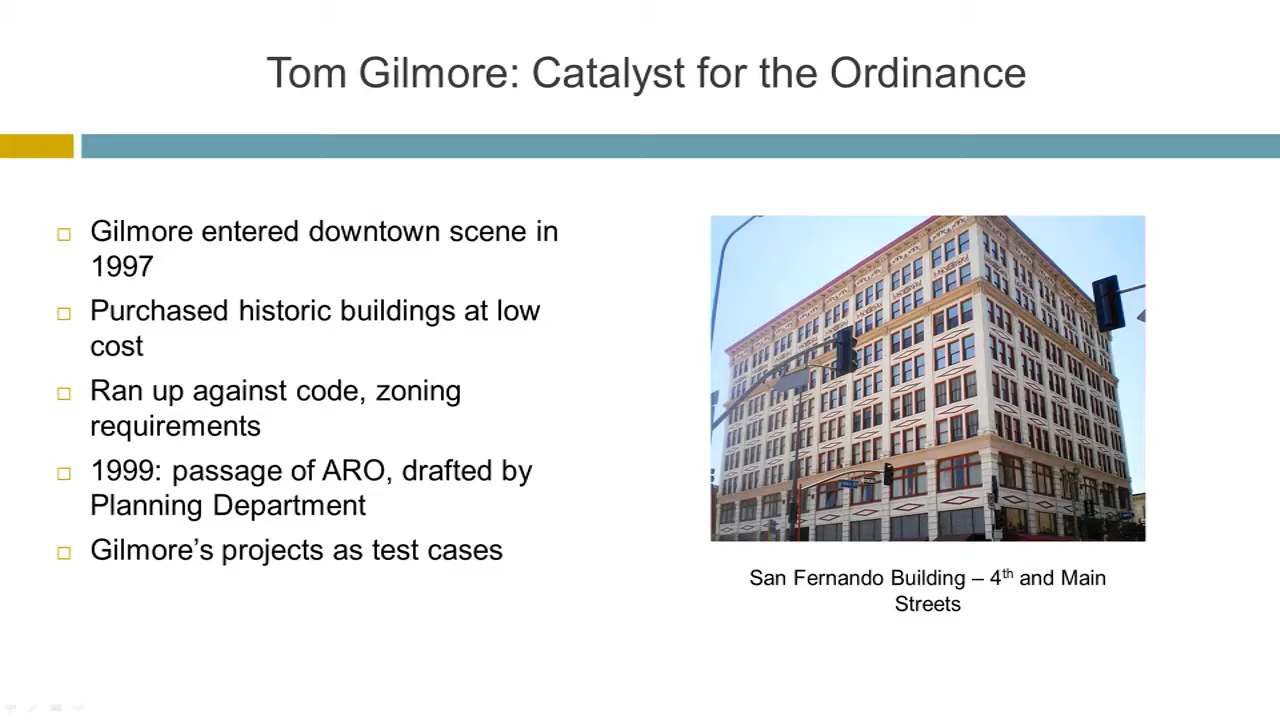 Tom Gilmore: Catalyst for the Ordinance
Gilmore entered downtown scene in
1997
Purchased historic buildings at low
cost
Ran up against code, zoning
requirements
1999: passage of ARO, drafted by
Planning Department
Gilmore’s projects as test cases
San Fernando Building – 4th and Main
Streets